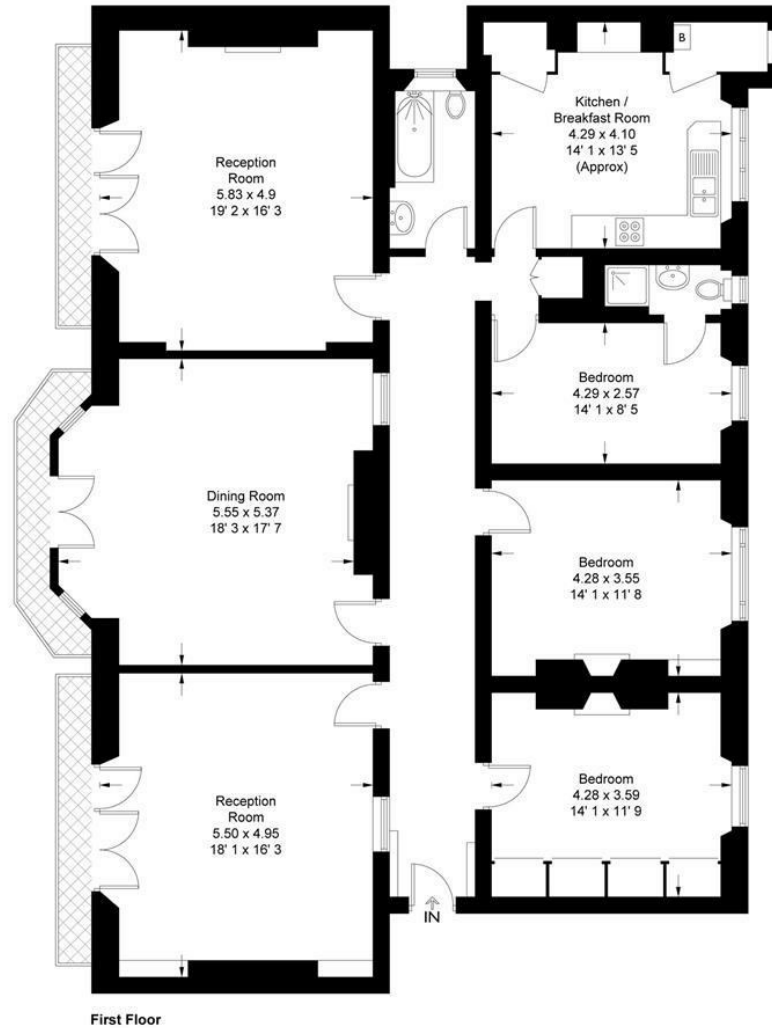 B
Kitchen /
Breakfast Room
4.29 x 4.10
14' 1 x 13' 5
(Approx)
Reception
Room
5.83 x 4.9
19' 2 x 16' 3
Bedroom
4.29 x 2.57
14' 1 x 8' 5
Dining Room
5.55 x 5.37
18' 3 x 17' 7
Bedroom
4.28 x 3.55
14' 1 x 11' 8
Reception
Room
5.50 x 4.95
18' 1 x 16' 3
Bedroom
4.28 x 3.59
14' 1 x 11' 9
IN
First Floor